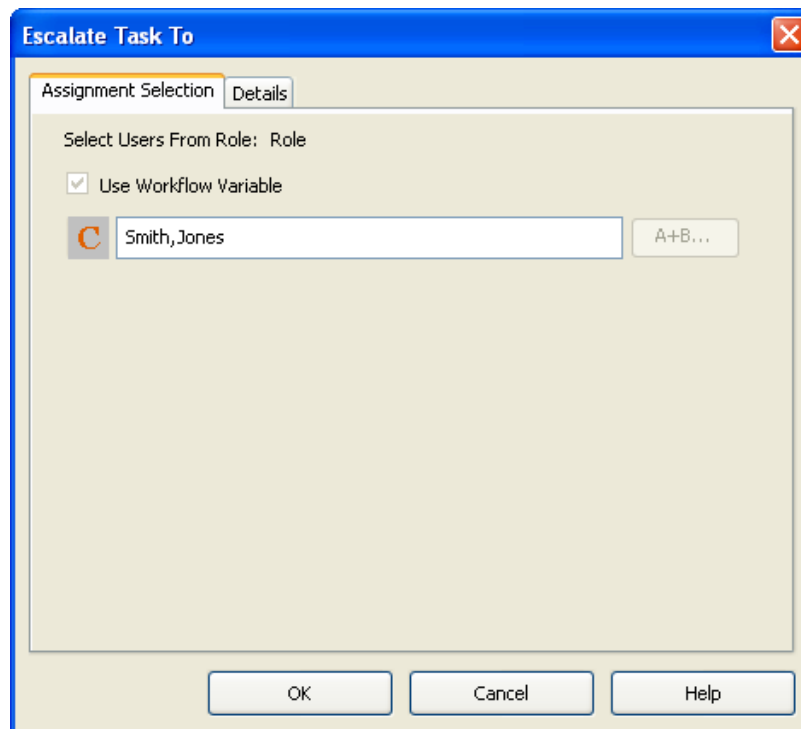 Escalate Task To
Assignment Selection Details
Select Users From Role: Role
Use Workflow Variable
C Smith,Jones A+B...
OK Cancel Help